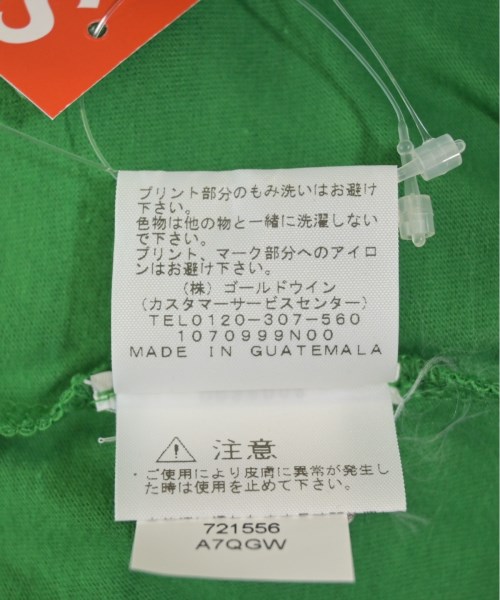 プリント部分のもみ洗いはお避け
下さい。
色物は他の物と一緒に洗濯しない
で下さい。
プリント、マーク部分へのアイロ
ンはお避け下さい。
(株) ゴールドウイン
(カスタマーサービスセンター)
TEL0120-307-560
1070999N00
MADE IN GUATEMALA
注意
・ご使用により皮膚に異常が発生し
た時は使用を止めて下さい。
721556
A7QGW